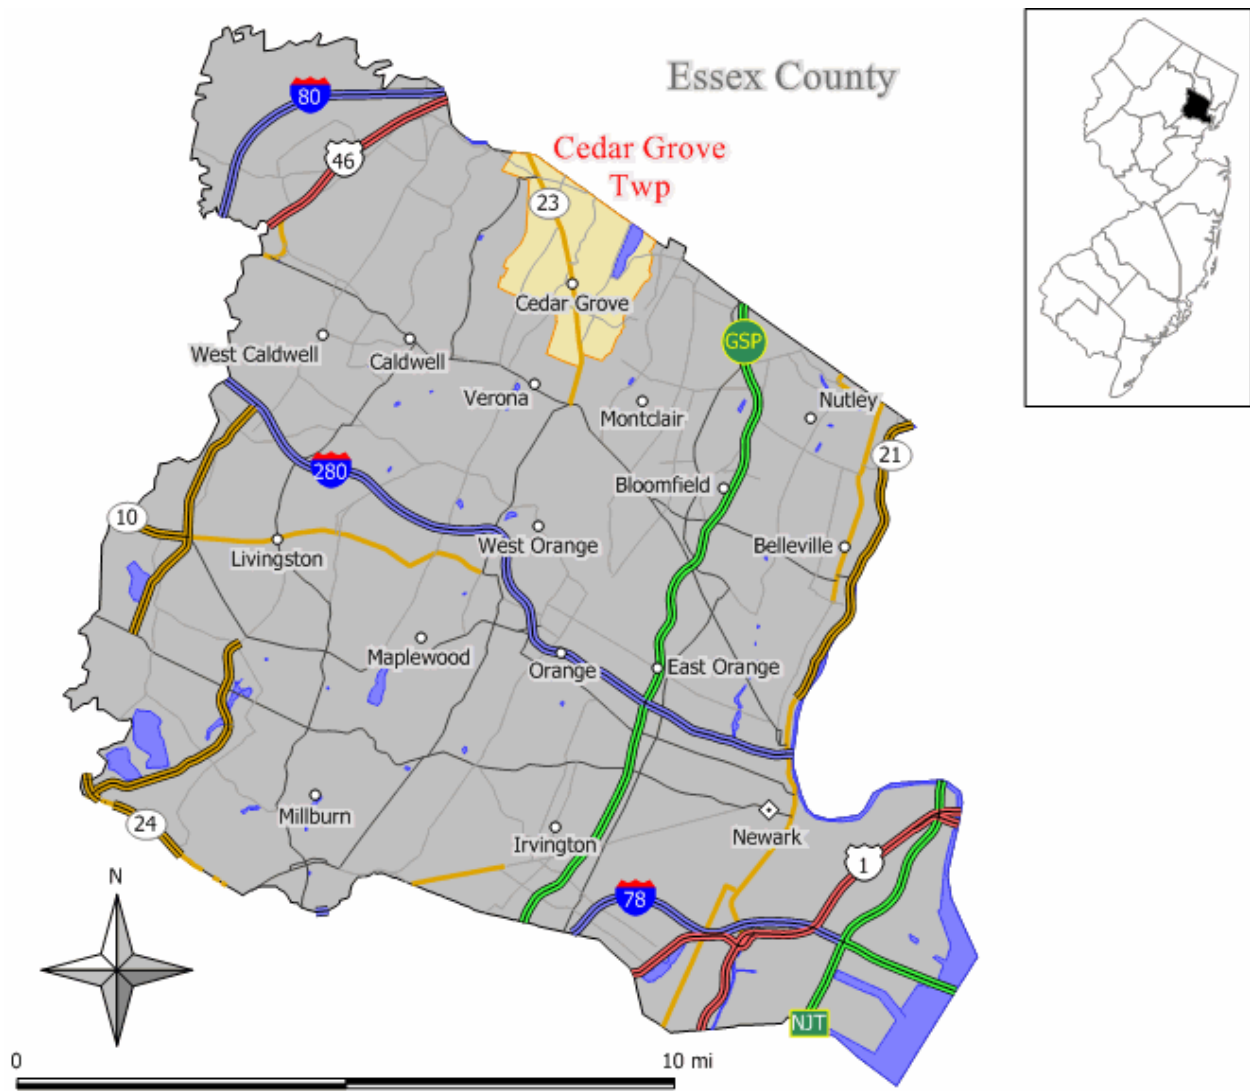 Essex County
80
Cedar Grove
Twp
46
23
Cedar Grove
GSP
West Caldwell
Caldwell
Verona
Montclair
Nutley
21
280
Bloomfield
10
West Orange
Belleville
Livingston
Maplewood
Orange
East Orange
Millburn
24
Irvington
Newark
1
N
78
NJT
0
10 mi